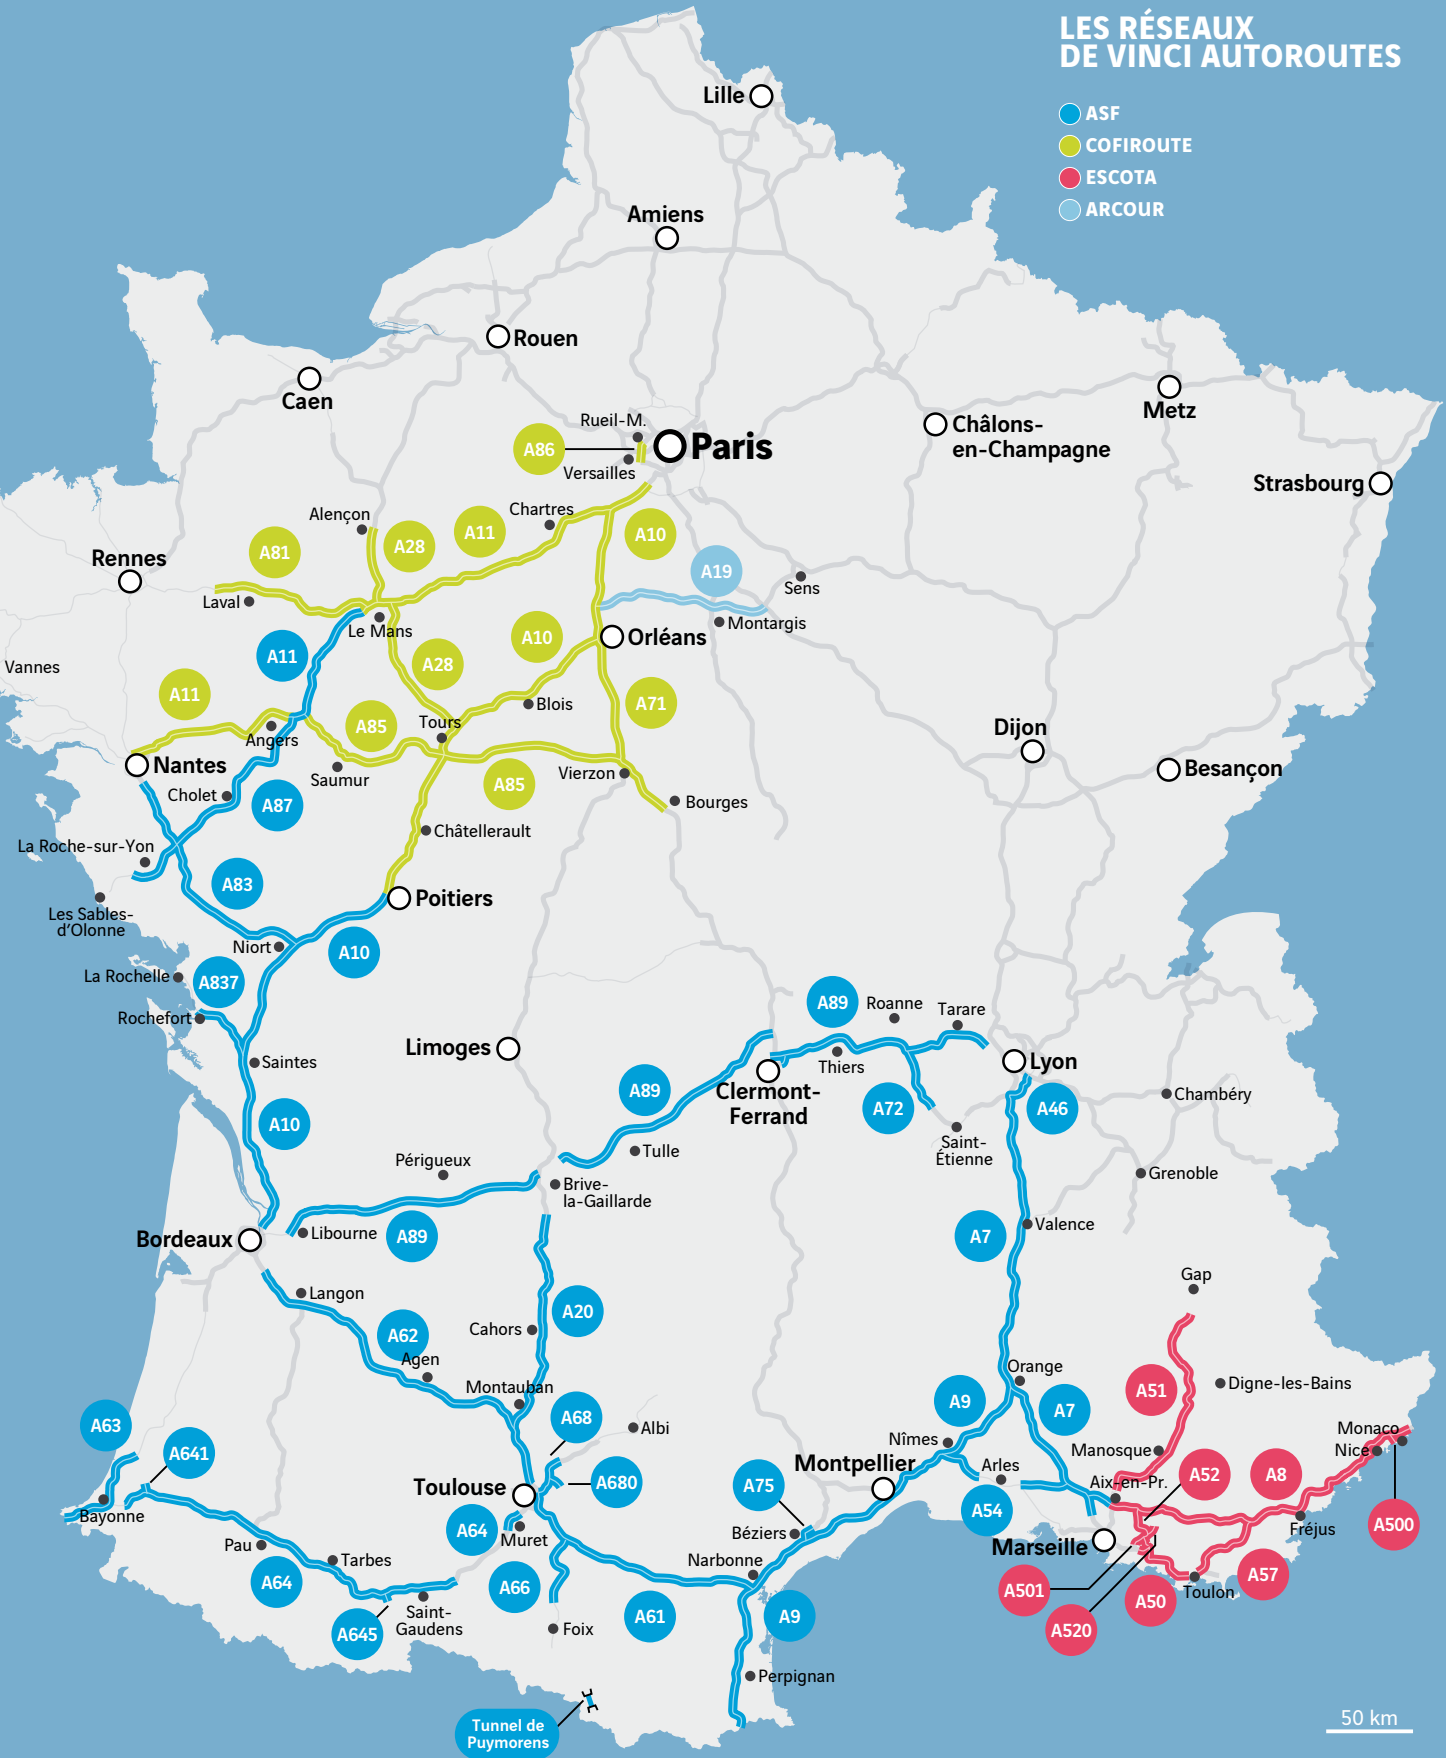 LES RÉSEAUX
DE VINCI AUTOROUTES
ASF
COFIROUTE
ESCOTA
ARCOUR
Lille
Amiens
Rouen
Caen
Metz
Rueil-M.
A86
Paris
Versailles
Châlons-
en-Champagne
Strasbourg
Alençon
Chartres
A11
A10
A28
A81
Rennes
A19
Sens
Laval
Le Mans
Montargis
A10
Orléans
A11
Vannes
A28
A11
A71
Blois
Tours
A85
Angers
Dijon
Nantes
Saumur
Vierzon
Besançon
A85
Cholet
A87
Bourges
Châtellerault
La Roche-sur-Yon
A83
Poitiers
Les Sables-
d'Olonne
Niort
A10
La Rochelle
A837
Rochefort
A89
Roanne
Tarare
Limoges
Saintes
Thiers
Lyon
A89
Clermont-
Ferrand
Chambéry
A72
A46
A10
Saint-
Étienne
Tulle
Périgueux
Grenoble
Brive-
la-Gaillarde
Valence
Bordeaux
Libourne
A89
A7
Gap
Langon
A20
Cahors
A62
Agen
Orange
Montauban
A51
Digne-les-Bains
A9
A7
A63
A68
Albi
Monaco
Nîmes
Manosque
Nice
A641
Montpellier
Arles
A52
A8
Aix-en-Pr.
Toulouse
A680
A75
A54
Bayonne
A64
Muret
Béziers
Fréjus
A500
Marseille
Pau
Tarbes
Narbonne
A64
A66
A501
A57
Toulon
A50
Saint-
Gaudens
A645
Foix
A61
A9
A520
Perpignan
Tunnel de
Puymorens
50 km